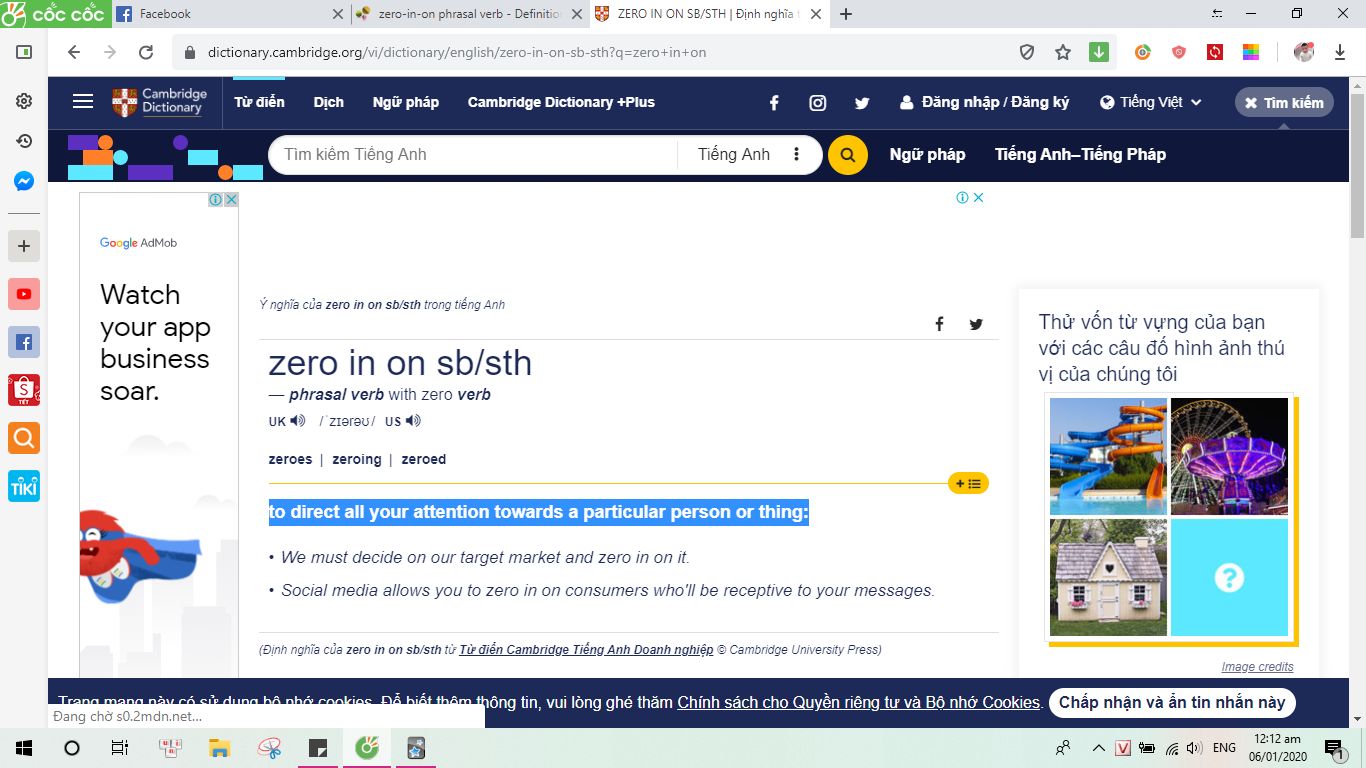 cốc cốc
Facebook
zero-in-on phrasal verb - Definitio
ZERO IN ON SB/STH | Định nghĩa t
dictionary.cambridge.org/vi/dictionary/english/zero-in-on-sb-sth?q=zero+in+on
Cambridge
Dictionary
Từ điển Dịch Ngữ pháp Cambridge Dictionary +Plus
Đăng nhập / Đăng ký
Tiếng Việt
Tìm kiếm
Tìm kiếm Tiếng Anh
Tiếng Anh
Ngữ pháp Tiếng Anh–Tiếng Pháp
Google AdMob
Watch
your app
business
soar.
Ý nghĩa của zero in on sb/sth trong tiếng Anh
zero in on sb/sth
— phrasal verb with zero verb
UK /ˈzɪərəʊ/ US
zeroes | zeroing | zeroed
to direct all your attention towards a particular person or thing:
• We must decide on our target market and zero in on it.
• Social media allows you to zero in on consumers who'll be receptive to your messages.
(Định nghĩa của zero in on sb/sth từ Từ điển Cambridge Tiếng Anh Doanh nghiệp © Cambridge University Press)
Thử vốn từ vựng của bạn
với các câu đố hình ảnh thú
vị của chúng tôi
?
Image credits
Trang mạng này có sử dụng bộ nhớ cookies. Để biết thêm thông tin, vui lòng ghé thăm Chính sách cho Quyền riêng tư và Bộ nhớ Cookies.
Chấp nhận và ẩn tin nhắn này
Đang chờ s0.2mdn.net...
TẾT
TIKI
V
ENG
12:12 am
06/01/2020
1